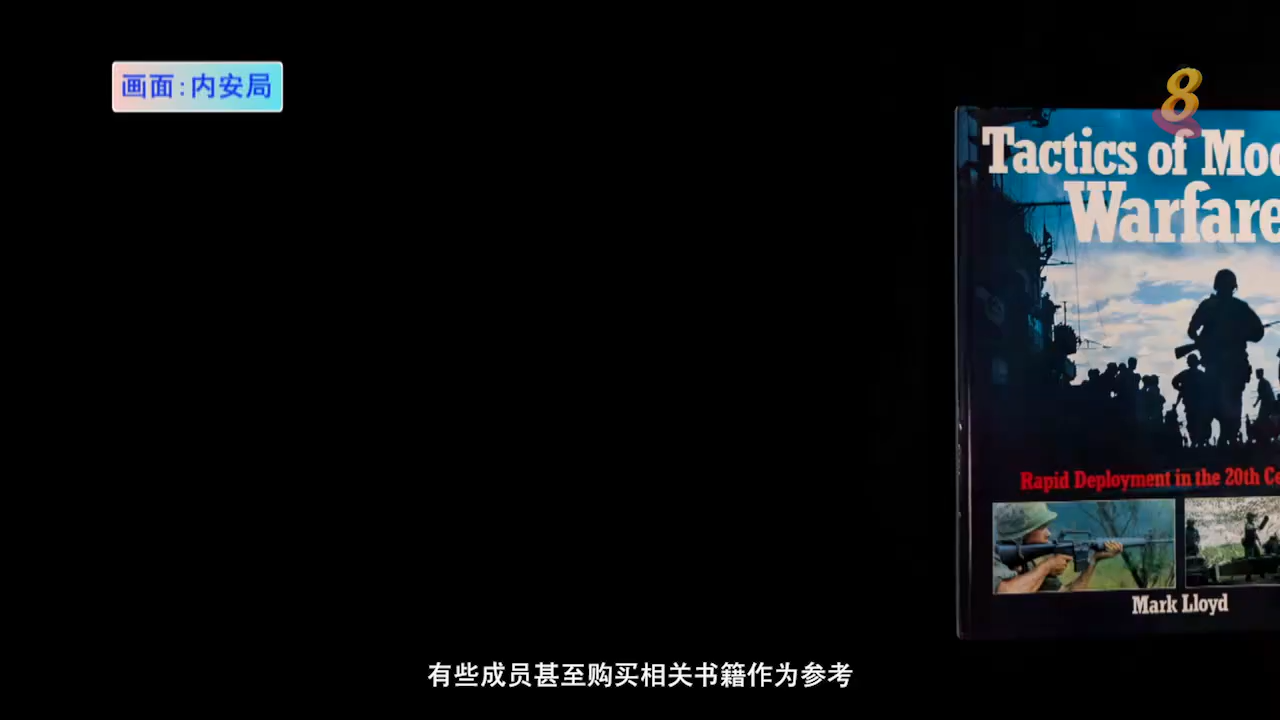 画面:内安局
8
Tactics of Mod
Warfare
Rapid Deployment in the 20th Ce
Mark Lloyd
有些成员甚至购买相关书籍作为参考